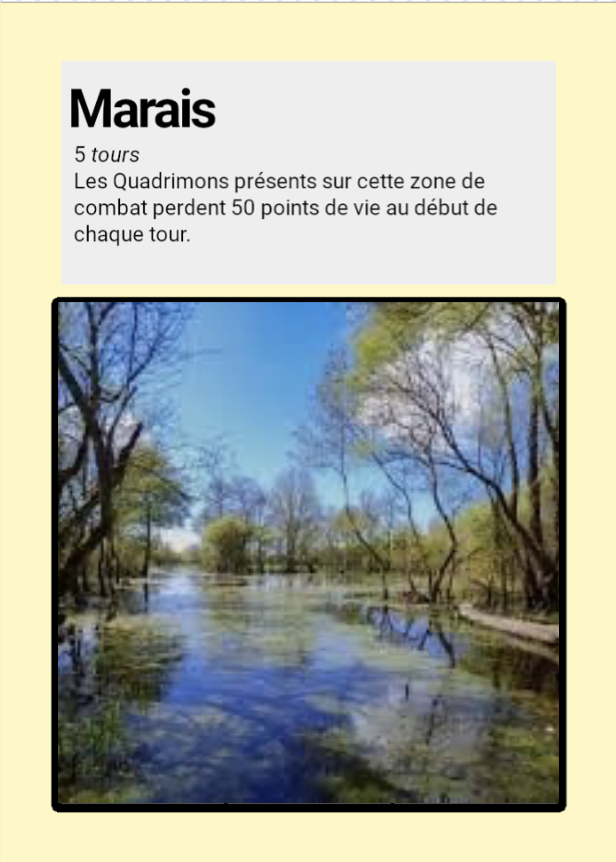 Marais
5 tours
Les Quadrimons présents sur cette zone de
combat perdent 50 points de vie au début de
chaque tour.